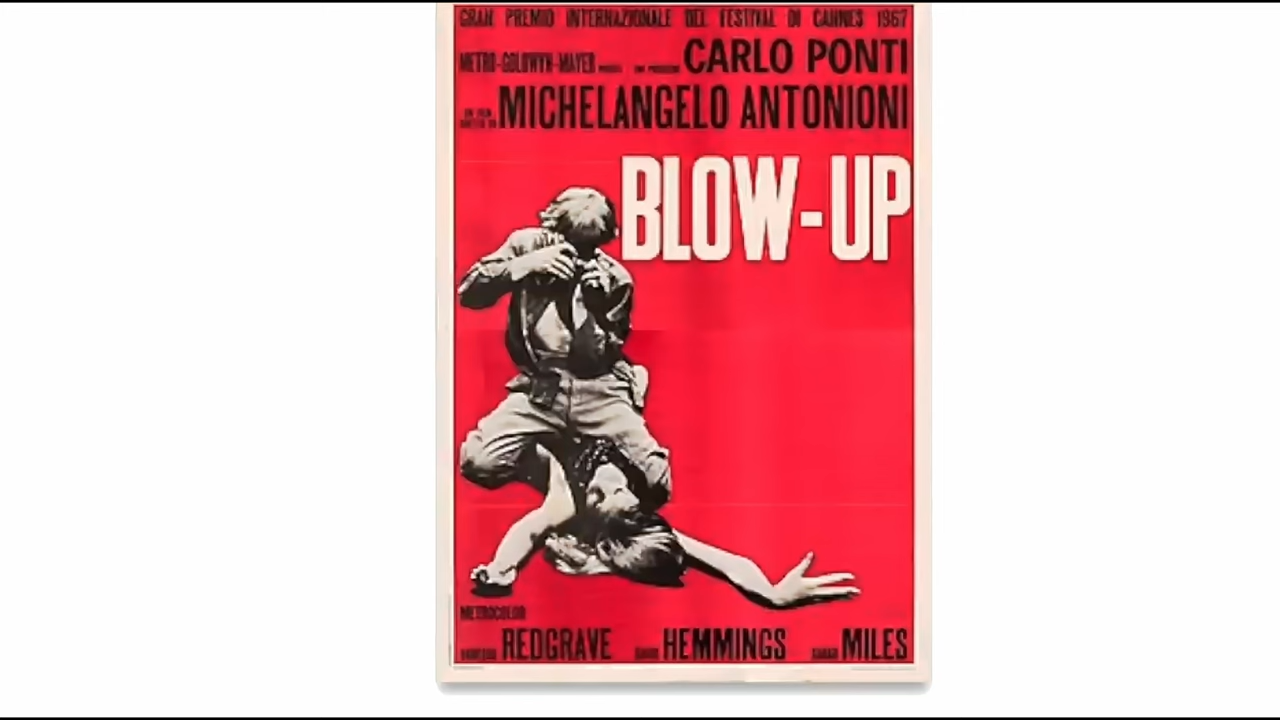 GRAN PREMIO INTERNAZIONALE DEL FESTIVAL DI CANNES 1967
METRO-GOLDWYN-MAYER CARLO PONTI
MICHELANGELO ANTONIONI
BLOW-UP
METROCOLOR
REDGRAVE HEMMINGS SARAH MILES